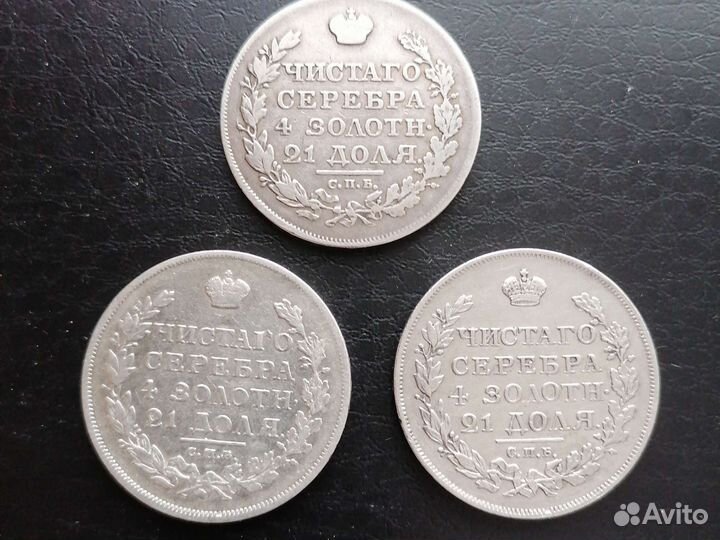 ЧИСТАГО
СЕРЕБРА
4 ЗОЛОТН.
21 ДОЛЯ.
С.П.Б.
ЧИСТАГО
СЕРЕБРА
4 ЗОЛОТН.
21 ДОЛЯ.
С.П.Б.
ЧИСТАГО
СЕРЕБРА.
4 ЗОЛОТН.
21 ДОЛЯ.
С.П.Б.
Avito